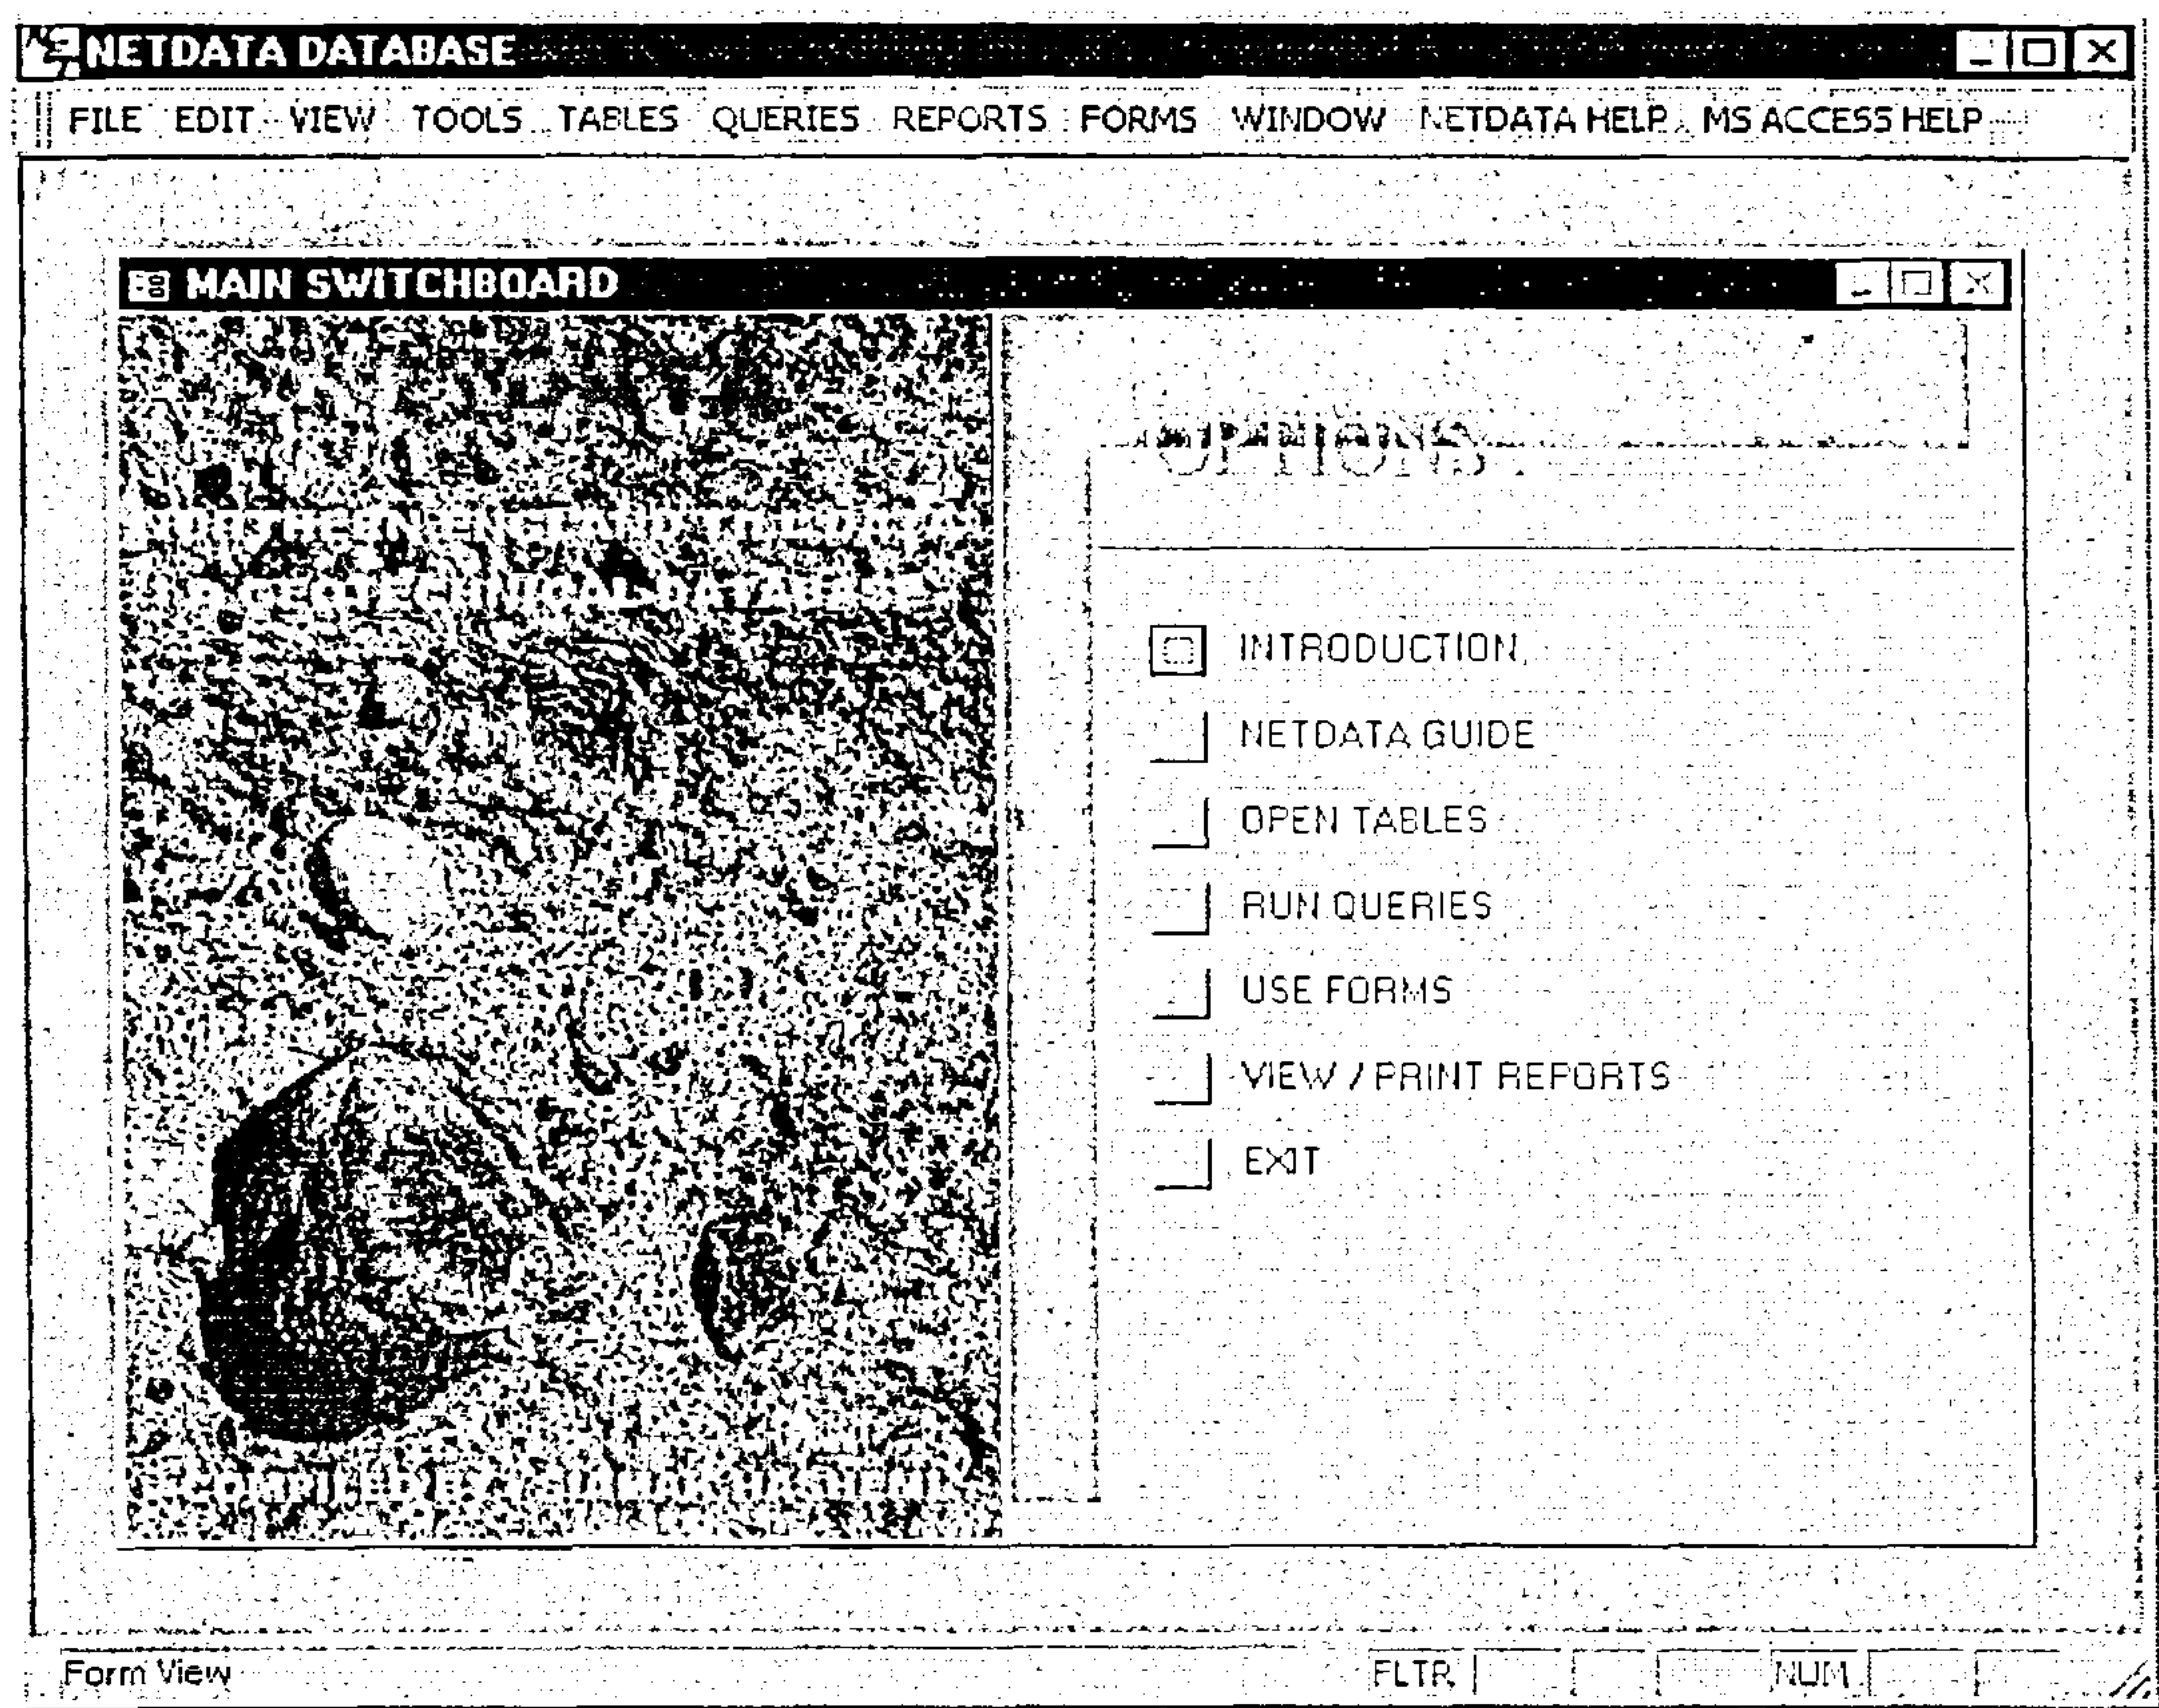 NETDATA DATABASE
FILE EDIT VIEW TOOLS TABLES QUERIES REPORTS FORMS WINDOW NETDATA HELP MS ACCESS HELP
MAIN SWITCHBOARD
OPTIONS
INTRODUCTION
NETDATA GUIDE
OPEN TABLES
RUN QUERIES
USE FORMS
VIEW / PRINT REPORTS
EXIT
Form View FLTR NUM